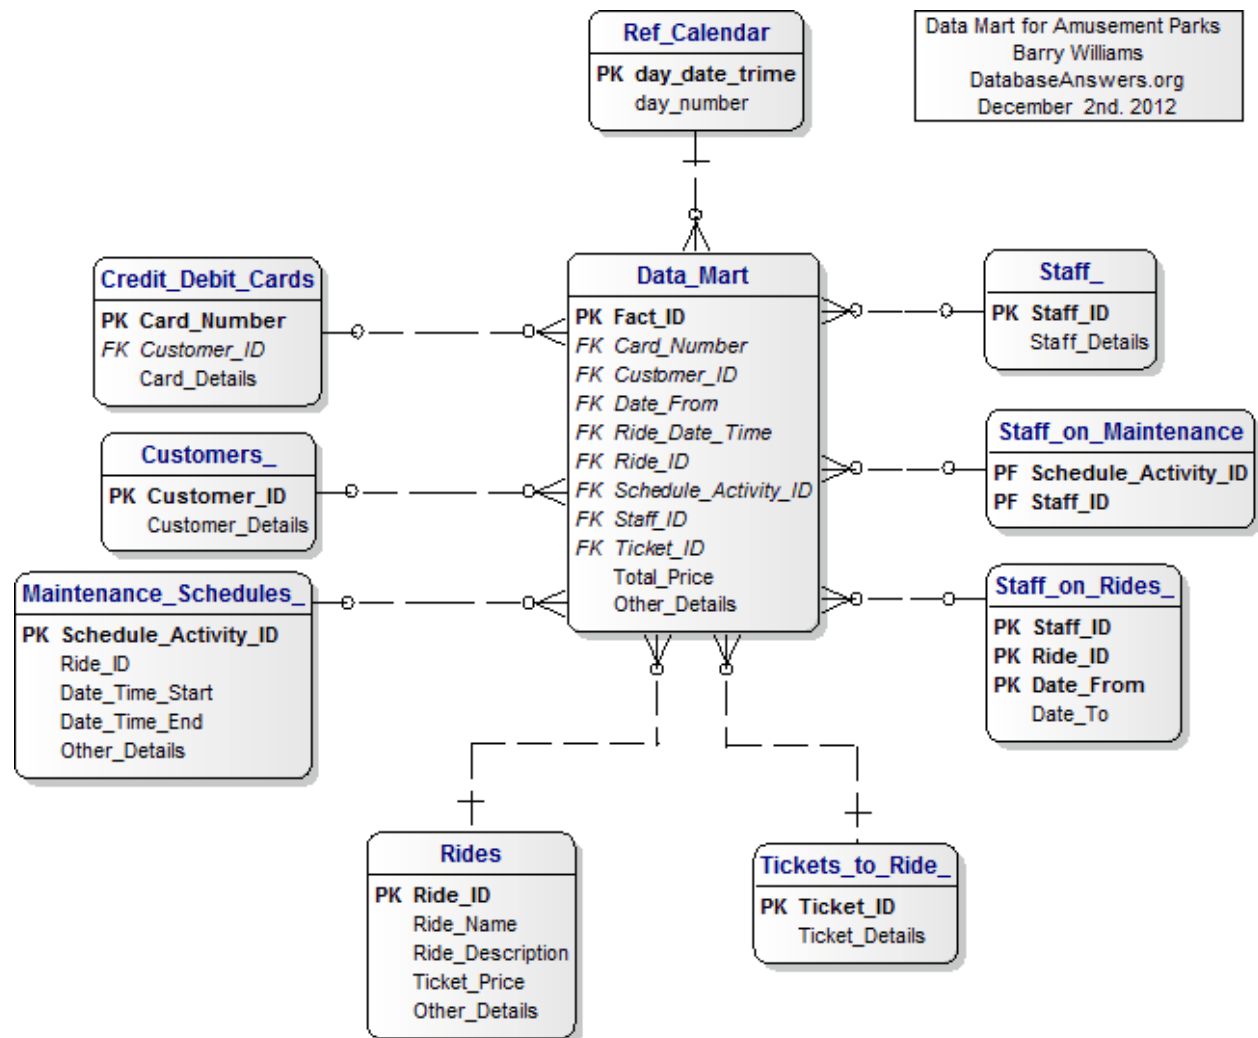 Ref_Calendar
PK day_date_trime
day_number
Data Mart for Amusement Parks
Barry Williams
DatabaseAnswers.org
December 2nd. 2012
Credit_Debit_Cards
PK Card_Number
FK Customer_ID
Card_Details
Customers_
PK Customer_ID
Customer_Details
Maintenance_Schedules_
PK Schedule_Activity_ID
Ride_ID
Date_Time_Start
Date_Time_End
Other_Details
Data_Mart
PK Fact_ID
FK Card_Number
FK Customer_ID
FK Date_From
FK Ride_Date_Time
FK Ride_ID
FK Schedule_Activity_ID
FK Staff_ID
FK Ticket_ID
Total_Price
Other_Details
Staff_
PK Staff_ID
Staff_Details
Staff_on_Maintenance
PF Schedule_Activity_ID
PF Staff_ID
Staff_on_Rides_
PK Staff_ID
PK Ride_ID
PK Date_From
Date_To
Rides
PK Ride_ID
Ride_Name
Ride_Description
Ticket_Price
Other_Details
Tickets_to_Ride_
PK Ticket_ID
Ticket_Details